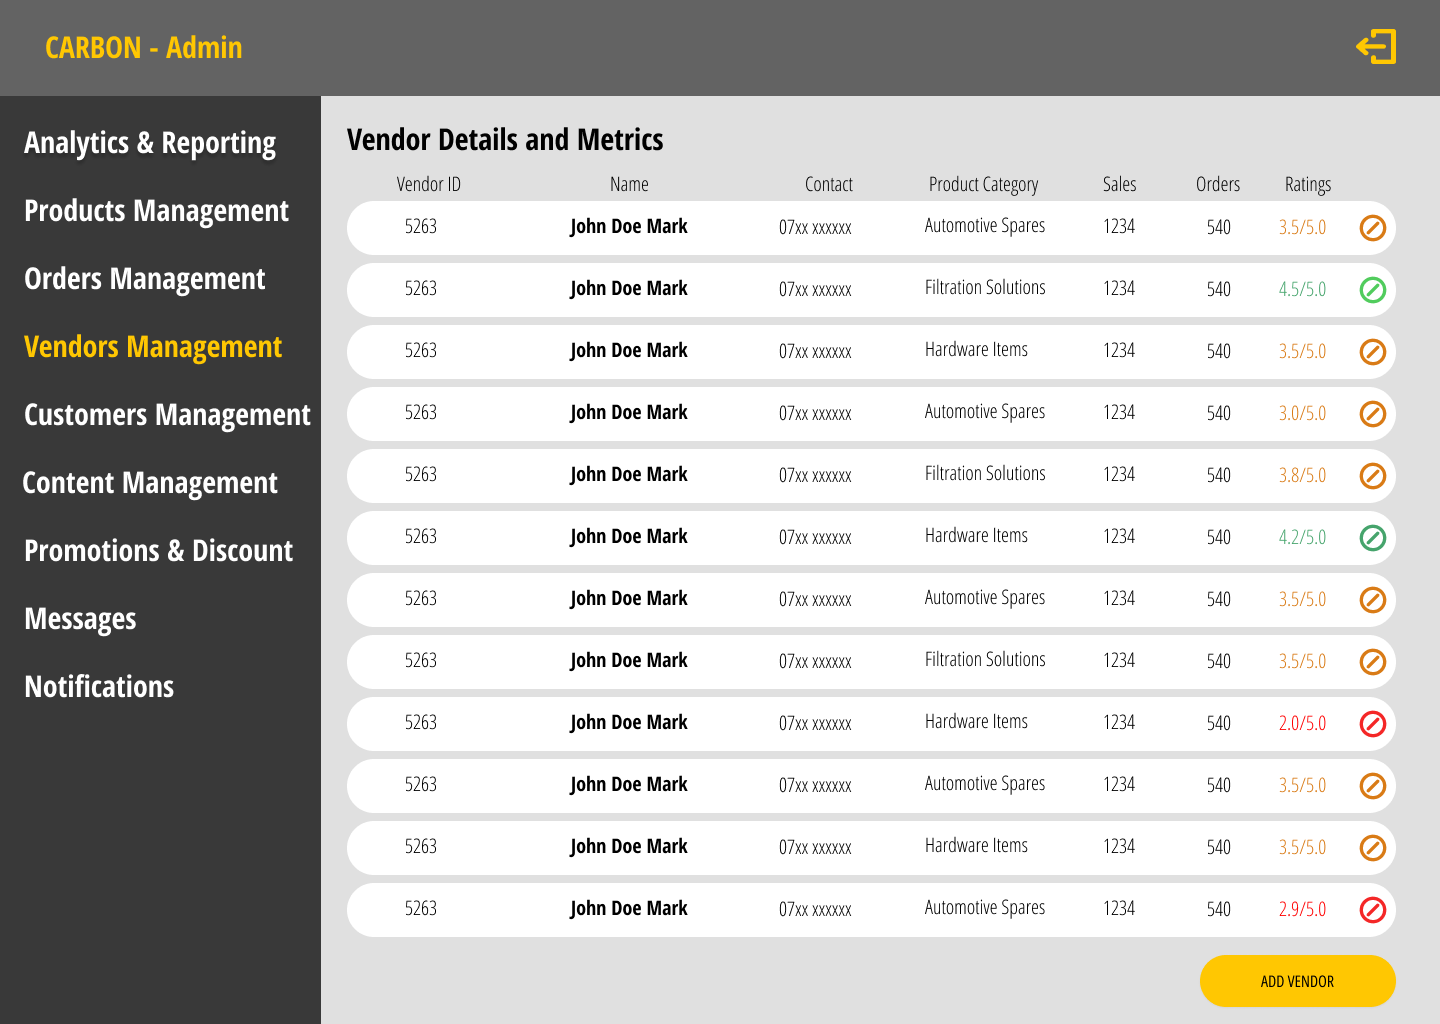 CARBON - Admin
Analytics & Reporting
Products Management
Orders Management
Vendors Management
Customers Management
Content Management
Promotions & Discount
Messages
Notifications
Vendor Details and Metrics
Vendor ID Name Contact Product Category Sales Orders Ratings
5263 John Doe Mark 07xx xxxxxx Automotive Spares 1234 540 3.5/5.0
5263 John Doe Mark 07xx xxxxxx Filtration Solutions 1234 540 4.5/5.0
5263 John Doe Mark 07xx xxxxxx Hardware Items 1234 540 3.5/5.0
5263 John Doe Mark 07xx xxxxxx Automotive Spares 1234 540 3.0/5.0
5263 John Doe Mark 07xx xxxxxx Filtration Solutions 1234 540 3.8/5.0
5263 John Doe Mark 07xx xxxxxx Hardware Items 1234 540 4.2/5.0
5263 John Doe Mark 07xx xxxxxx Automotive Spares 1234 540 3.5/5.0
5263 John Doe Mark 07xx xxxxxx Filtration Solutions 1234 540 3.5/5.0
5263 John Doe Mark 07xx xxxxxx Hardware Items 1234 540 2.0/5.0
5263 John Doe Mark 07xx xxxxxx Automotive Spares 1234 540 3.5/5.0
5263 John Doe Mark 07xx xxxxxx Hardware Items 1234 540 3.5/5.0
5263 John Doe Mark 07xx xxxxxx Automotive Spares 1234 540 2.9/5.0
ADD VENDOR